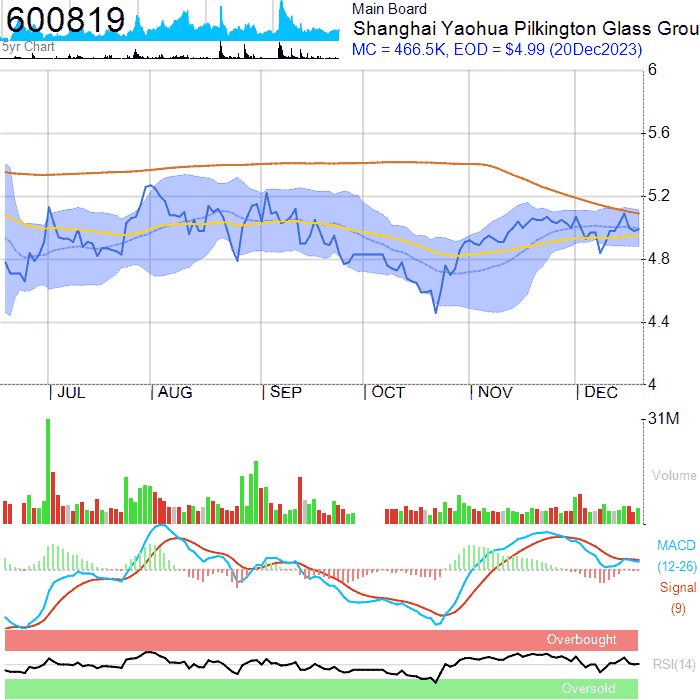 600819
5yr Chart
Main Board
Shanghai Yaohua Pilkington Glass Grou
MC = 466.5K, EOD = $4.99 (20Dec2023)
6
5.6
5.2
4.8
4.4
4
JUL
AUG
SEP
OCT
NOV
DEC
31M
Volume
MACD
(12-26)
Signal
(9)
Overbought
RSI(14)
Oversold